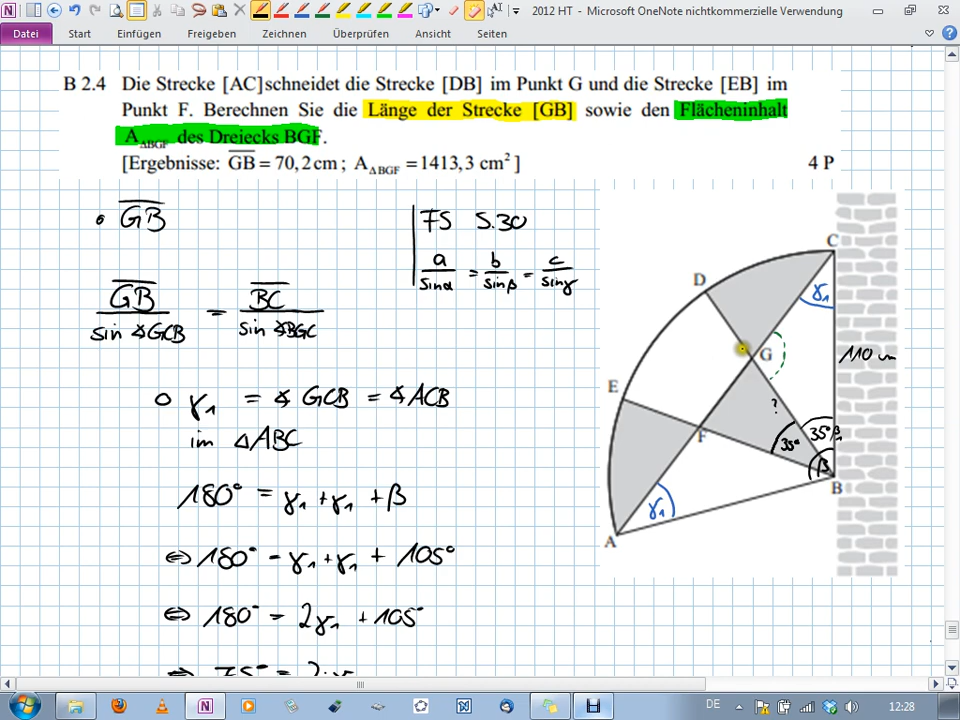 2012 HT - Microsoft OneNote nichtkommerzielle Verwendung
Datei Start Einfügen Freigeben Zeichnen Überprüfen Ansicht Seiten
B 2.4 Die Strecke [AC]schneidet die Strecke [DB] im Punkt G und die Strecke [EB] im
Punkt F. Berechnen Sie die Länge der Strecke [GB] sowie den Flächeninhalt
A∆BGF des Dreiecks BGF.
[Ergebnisse: GB = 70,2 cm ; A∆BGF = 1413,3 cm²] 4 P
GB
FS S.30
a/sinα = b/sinβ = c/sinγ
GB/sin ∢GCB = BC/sin ∢BGC
γ₁ = ∢ GCB = ∢ACB
im △ABC
180° = γ₁ + γ₁ + β
⇔ 180° = γ₁ + γ₁ + 105°
⇔ 180° = 2γ₁ + 105°
C
D
γ₁
G
110 cm
E
?
F
35°
35°
β
B
γ₁
A
DE 12:28